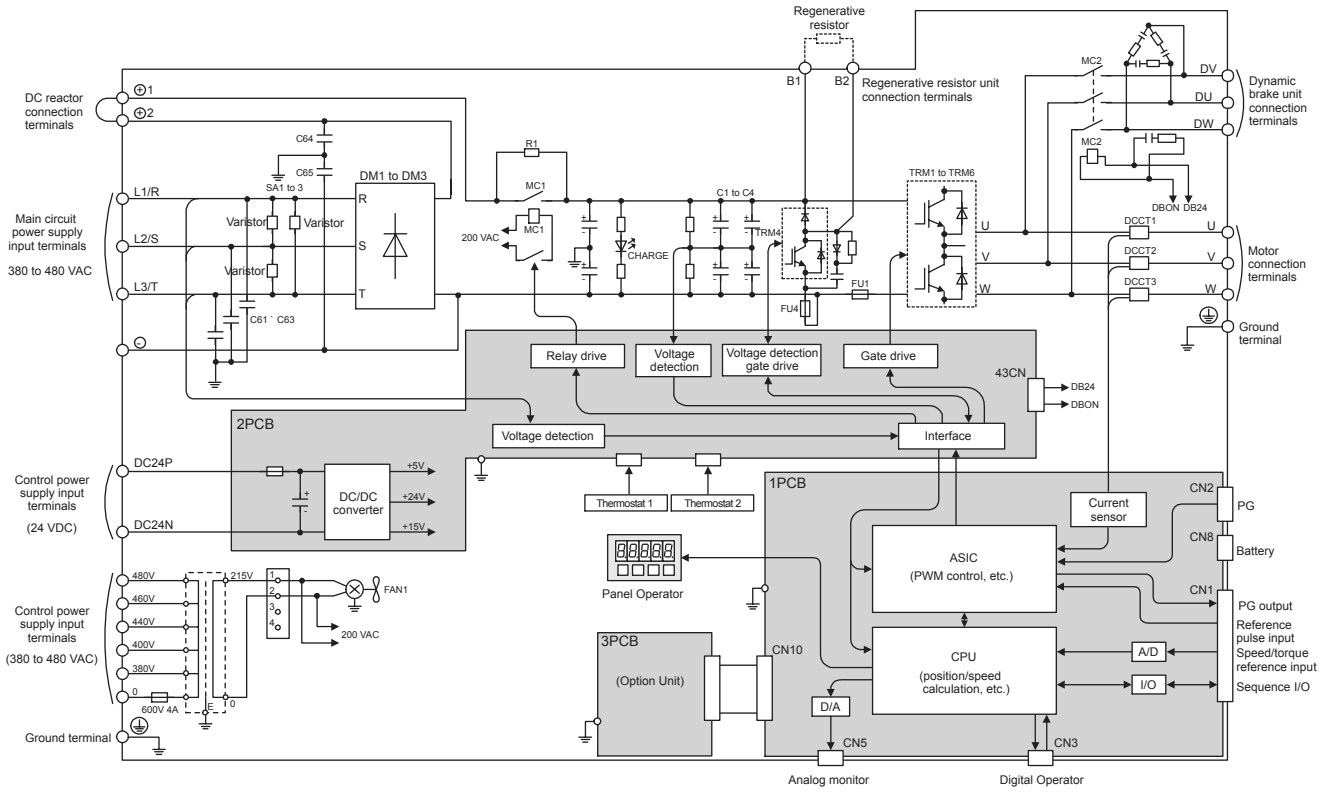 Regenerative
resistor
B1
B2
Regenerative resistor unit
connection terminals
MC2
DV
DU
DW
Dynamic
brake unit
connection
terminals
MC2
DBON
DB24
DC reactor
connection
terminals
⊕1
⊕2
C64
C65
R1
MC1
MC1
200 VAC
DM1 to DM3
R
S
T
L1/R
L2/S
L3/T
SA1 to 3
Varistor
Varistor
Varistor
Main circuit
power supply
input terminals
380 to 480 VAC
C61 ` C63
⊖
+
-
+
-
CHARGE
C1 to C4
+
-
+
-
+
-
+
-
TRM4
FU4
FU1
TRM1 to TRM6
U
V
W
DCCT1
DCCT2
DCCT3
U
V
W
Motor
connection
terminals
Ground
terminal
Relay drive
Voltage
detection
Voltage detection
gate drive
Gate drive
43CN
DB24
DBON
2PCB
Voltage detection
Interface
Control power
supply input
terminals
(24 VDC)
DC24P
DC24N
+
-
DC/DC
converter
+5V
+24V
+15V
Thermostat 1
Thermostat 2
1PCB
Current
sensor
CN2
PG
CN8
Battery
ASIC
(PWM control, etc.)
CN1
PG output
Reference
pulse input
Speed/torque
reference input
Sequence I/O
A/D
I/O
CPU
(position/speed
calculation, etc.)
D/A
CN5
CN3
Analog monitor
Digital Operator
8.8.8.8.8.
Panel Operator
3PCB
(Option Unit)
CN10
Control power
supply input
terminals
(380 to 480 VAC)
480V
460V
440V
400V
380V
0
600V 4A
E
215V
0
1
2
3
4
FAN1
200 VAC
Ground terminal